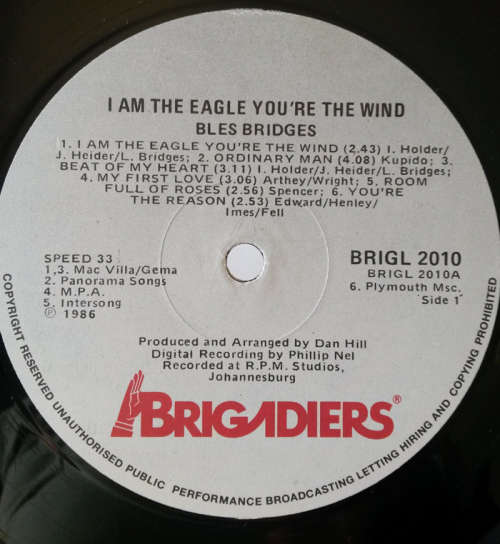 I AM THE EAGLE YOU'RE THE WIND
BLES BRIDGES
1. I AM THE EAGLE YOU'RE THE WIND (2.43) I. Holder/
J. Heider/L. Bridges; 2. ORDINARY MAN (4.08) Kupido; 3.
BEAT OF MY HEART (3.11) I. Holder/J. Heider/L. Bridges;
4. MY FIRST LOVE (3.06) Arthey/Wright; 5. ROOM
FULL OF ROSES (2.56) Spencer; 6. YOU'RE
THE REASON (2.53) Edward/Henley/
Imes/Fell
SPEED 33
1,3. Mac Villa/Gema
2. Panorama Songs
4. M.P.A.
5. Intersong
℗ 1986
BRIGL 2010
BRIGL 2010A
6. Plymouth Msc.
Side 1
Produced and Arranged by Dan Hill
Digital Recording by Phillip Nel
Recorded at R.P.M. Studios,
Johannesburg
BRIGADIERS®
COPYRIGHT RESERVED UNAUTHORISED PUBLIC PERFORMANCE BROADCASTING LETTING HIRING AND COPYING PROHIBITED